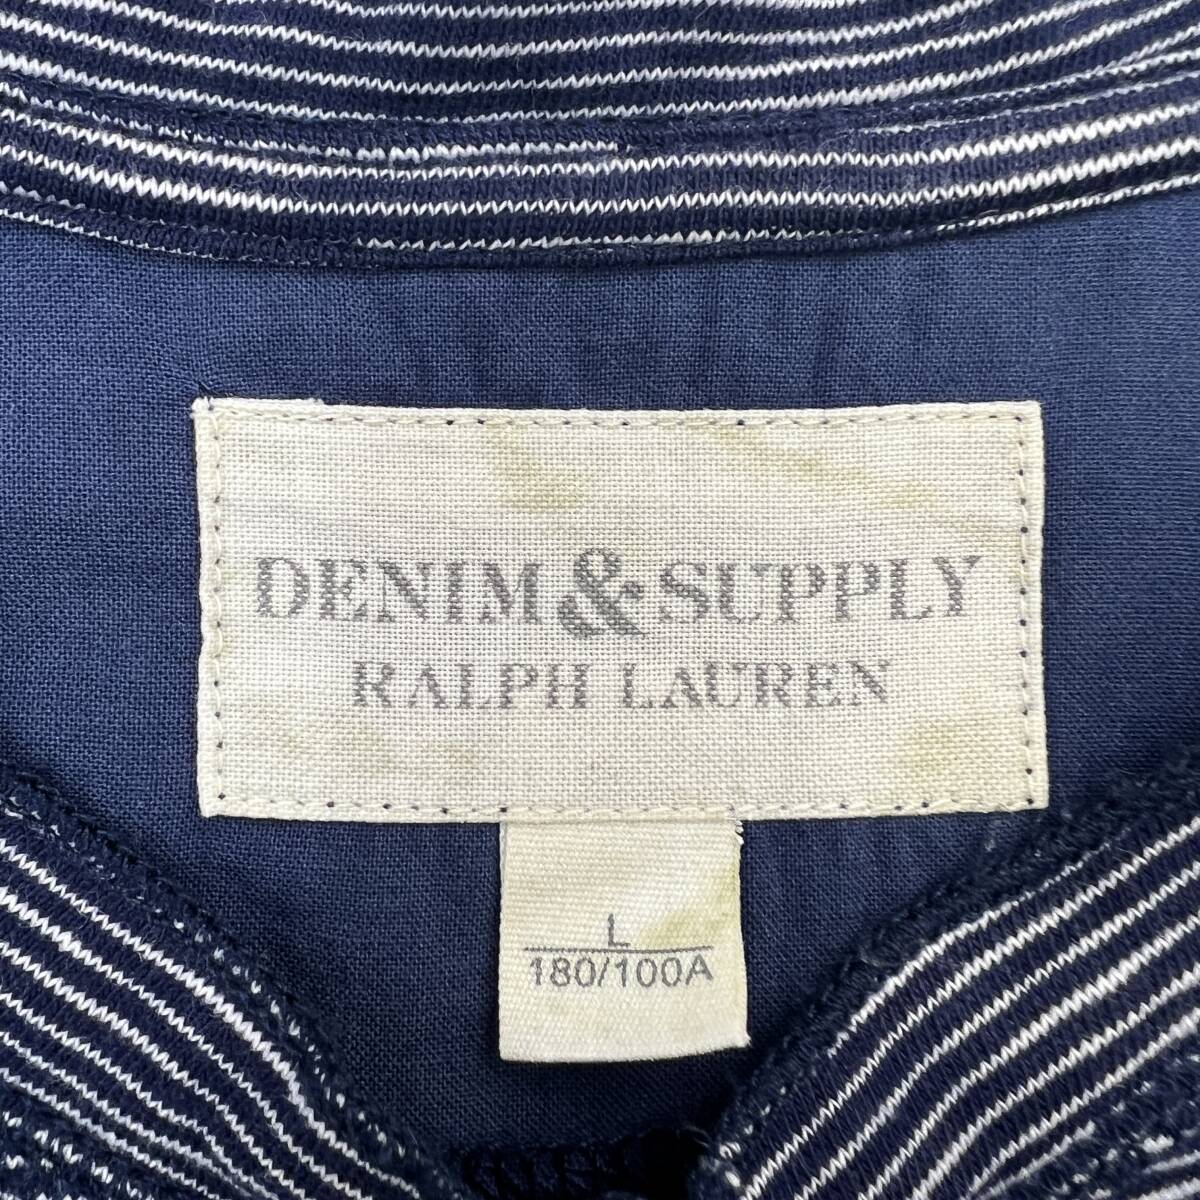 DENIM & SUPPLY
RALPH LAUREN
L
180/100A